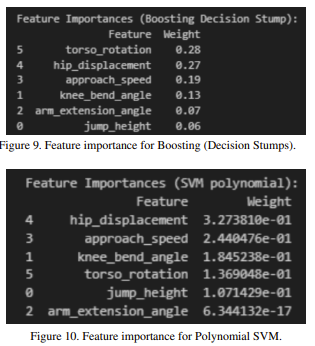 Feature Importances (Boosting Decision Stump):
Feature Weight
5 torso_rotation 0.28
4 hip_displacement 0.27
3 approach_speed 0.19
1 knee_bend_angle 0.13
2 arm_extension_angle 0.07
0 jump_height 0.06
Figure 9. Feature importance for Boosting (Decision Stumps).
Feature Importances (SVM polynomial):
Feature Weight
4 hip_displacement 3.273810e-01
3 approach_speed 2.440476e-01
1 knee_bend_angle 1.845238e-01
5 torso_rotation 1.369048e-01
0 jump_height 1.071429e-01
2 arm_extension_angle 6.344132e-17
Figure 10. Feature importance for Polynomial SVM.